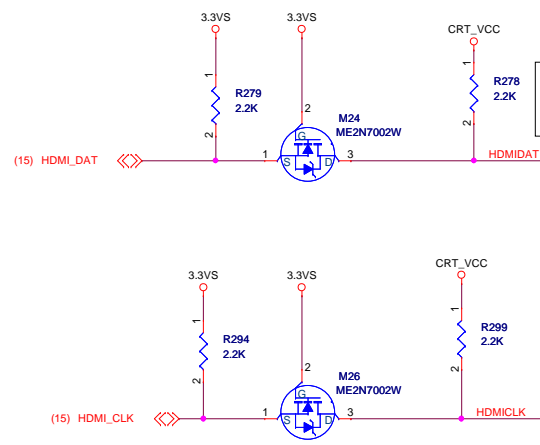 3.3VS 3.3VS
CRT_VCC
1 1
R279 R278
2.2K 2.2K
2 M24
ME2N7002W
G
2 2
(15) HDMI_DAT 1 S D 3 HDMIDAT
3.3VS 3.3VS CRT_VCC
1 1
R294 R299
2.2K 2.2K
2 M26
ME2N7002W
2 G 2
(15) HDMI_CLK 1 S D 3 HDMICLK